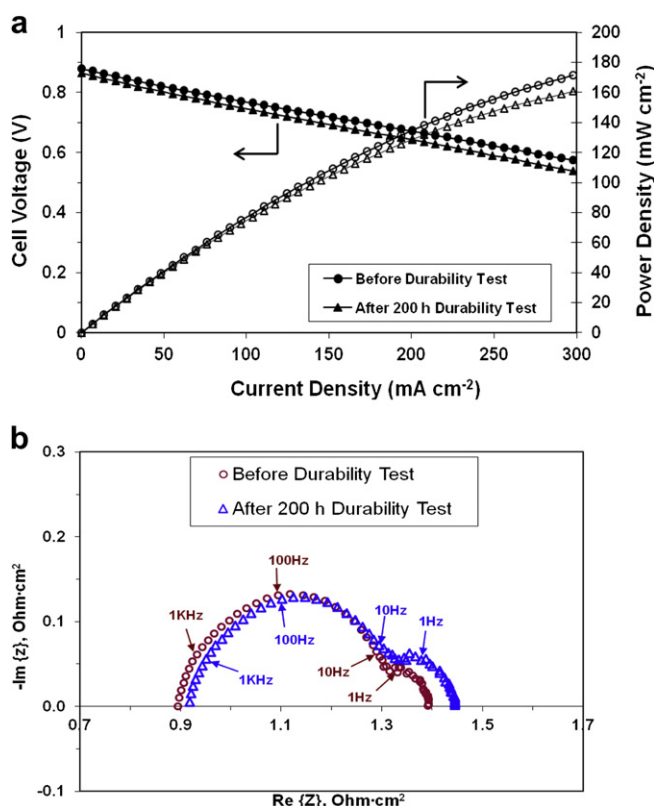 a
1
0.8
0.6
0.4
0.2
0
Cell Voltage (V)
200
180
160
140
120
100
80
60
40
20
0
Power Density (mW cm-2)
Before Durability Test
After 200 h Durability Test
0 50 100 150 200 250 300
Current Density (mA cm-2)
b
0.3
0.2
0.1
0.0
-0.1
-Im {z}, Ohm·cm2
Before Durability Test
After 200 h Durability Test
100Hz
1KHz
100Hz
1KHz
10Hz
1Hz
10Hz
1Hz
0.7 0.9 1.1 1.3 1.5 1.7
Re {Z}, Ohm·cm2